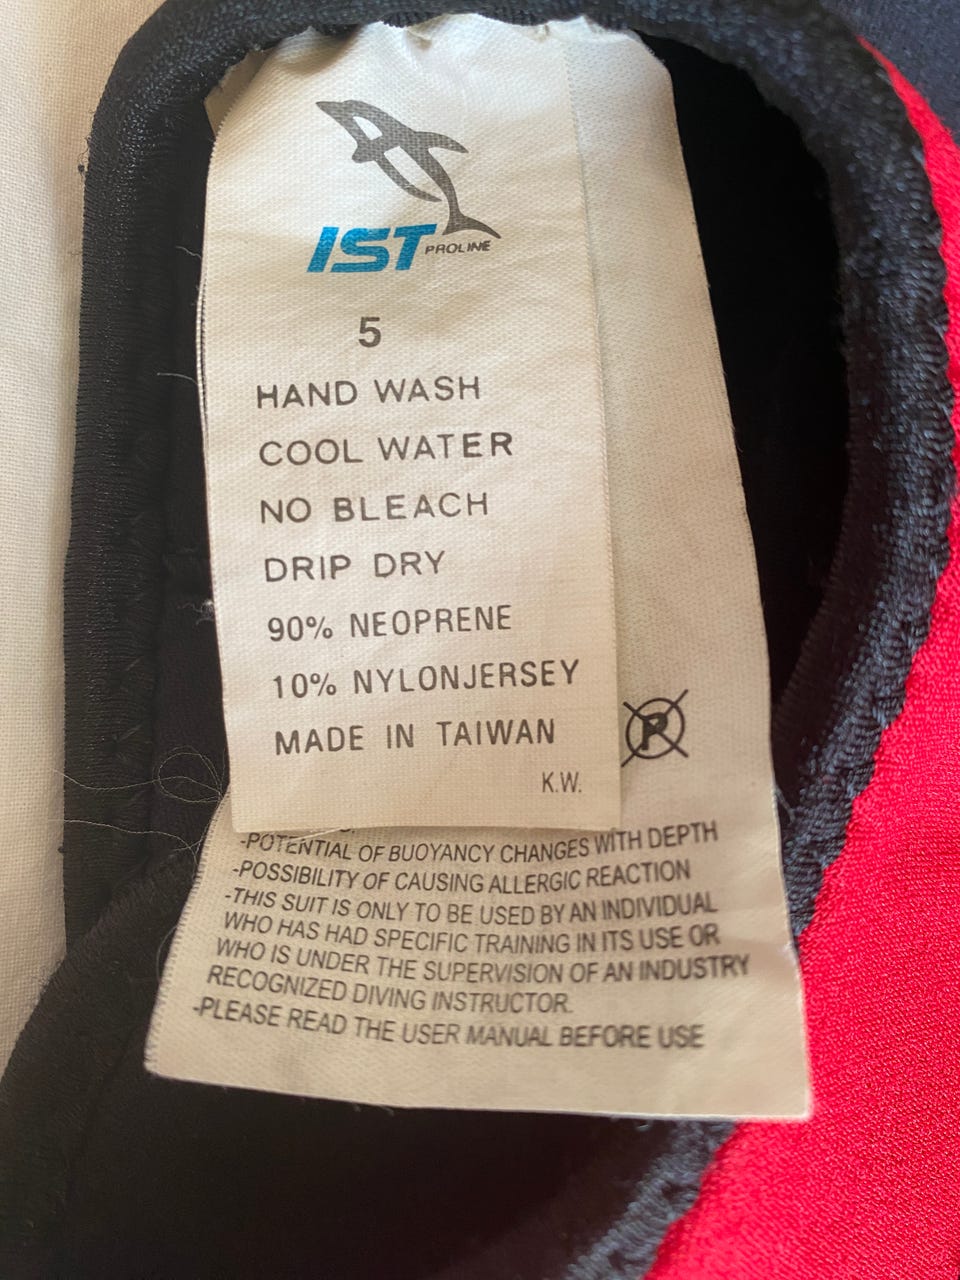 IST PROLINE
5
HAND WASH
COOL WATER
NO BLEACH
DRIP DRY
90% NEOPRENE
10% NYLONJERSEY
MADE IN TAIWAN
K.W.
P
-POTENTIAL OF BUOYANCY CHANGES WITH DEPTH
-POSSIBILITY OF CAUSING ALLERGIC REACTION
-THIS SUIT IS ONLY TO BE USED BY AN INDIVIDUAL
WHO HAS HAD SPECIFIC TRAINING IN ITS USE OR
WHO IS UNDER THE SUPERVISION OF AN INDUSTRY
RECOGNIZED DIVING INSTRUCTOR.
-PLEASE READ THE USER MANUAL BEFORE USE